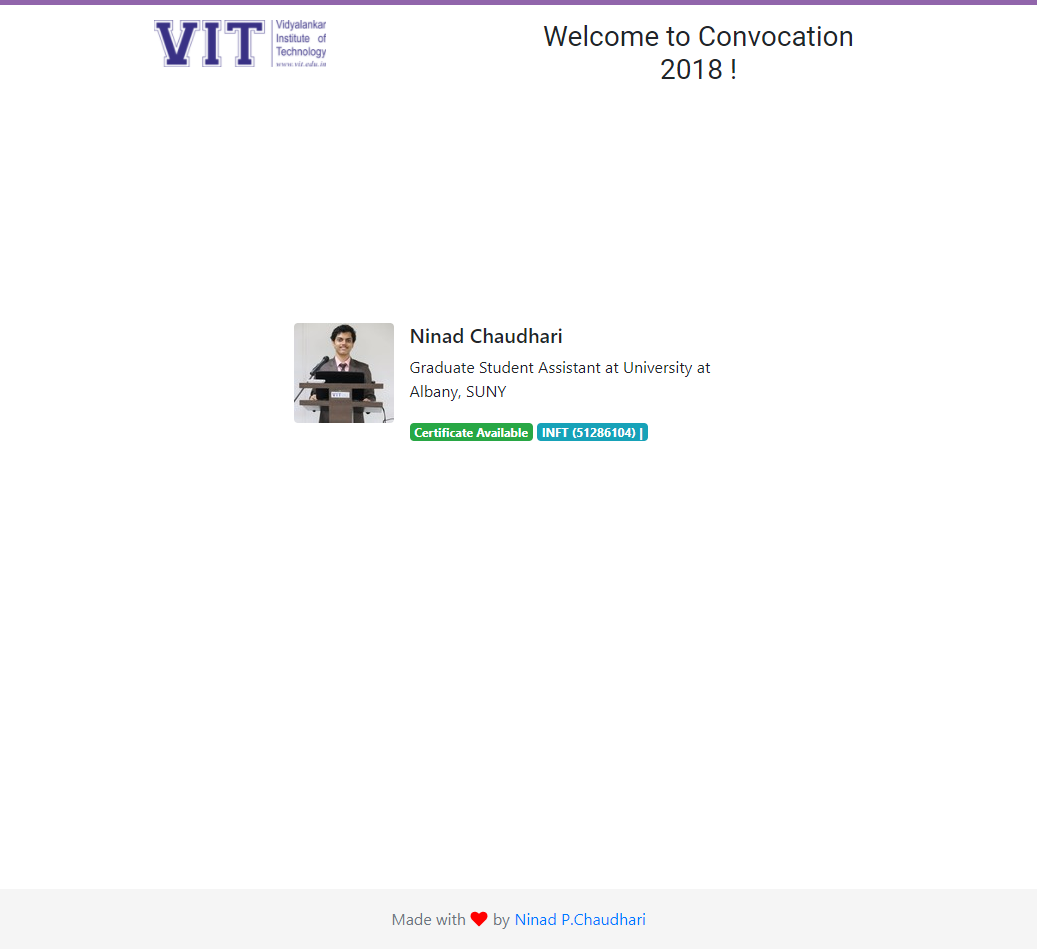 VIT
Vidyalankar
Institute of
Technology
www.vit.edu.in
Welcome to Convocation
2018 !
Ninad Chaudhari
Graduate Student Assistant at University at
Albany, SUNY
VIT
Certificate Available INFT (51286104) |
Made with ❤ by Ninad P.Chaudhari